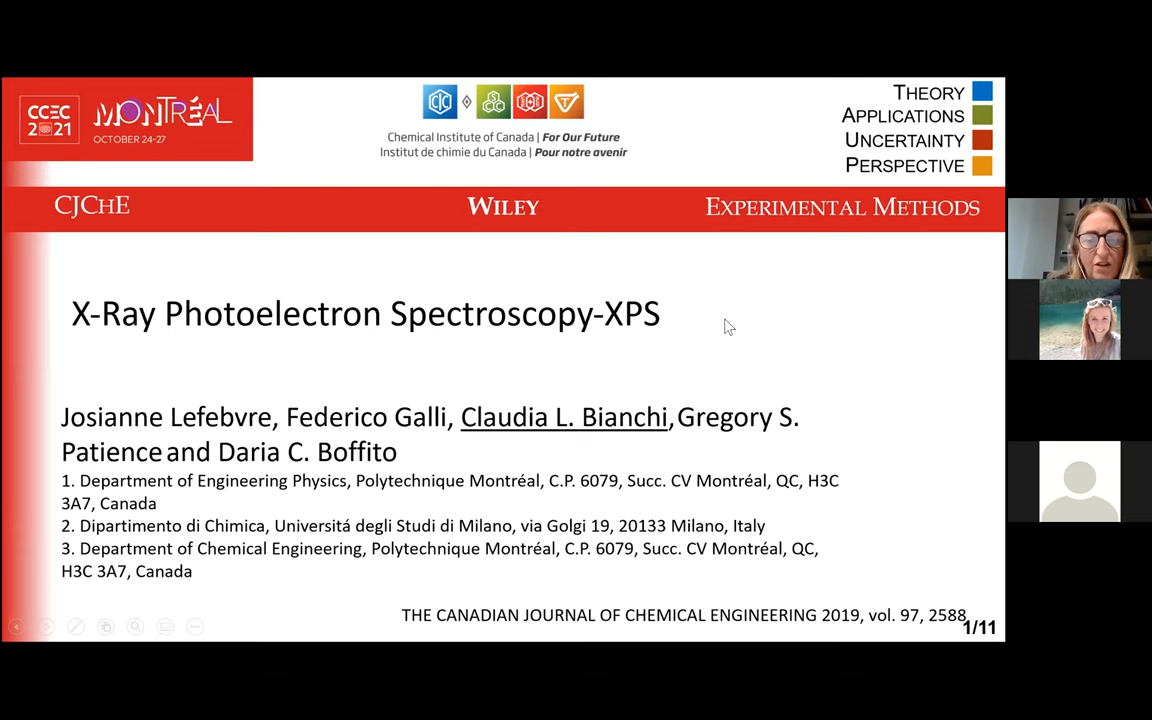 CCEC
2021
MONTRÉAL
OCTOBER 24-27
Chemical Institute of Canada | For Our Future
Institut de chimie du Canada | Pour notre avenir
THEORY
APPLICATIONS
UNCERTAINTY
PERSPECTIVE
CJCHE WILEY EXPERIMENTAL METHODS
X-Ray Photoelectron Spectroscopy-XPS
Josianne Lefebvre, Federico Galli, Claudia L. Bianchi, Gregory S.
Patience and Daria C. Boffito
1. Department of Engineering Physics, Polytechnique Montréal, C.P. 6079, Succ. CV Montréal, QC, H3C
3A7, Canada
2. Dipartimento di Chimica, Universitá degli Studi di Milano, via Golgi 19, 20133 Milano, Italy
3. Department of Chemical Engineering, Polytechnique Montréal, C.P. 6079, Succ. CV Montréal, QC,
H3C 3A7, Canada
THE CANADIAN JOURNAL OF CHEMICAL ENGINEERING 2019, vol. 97, 2588
1/11